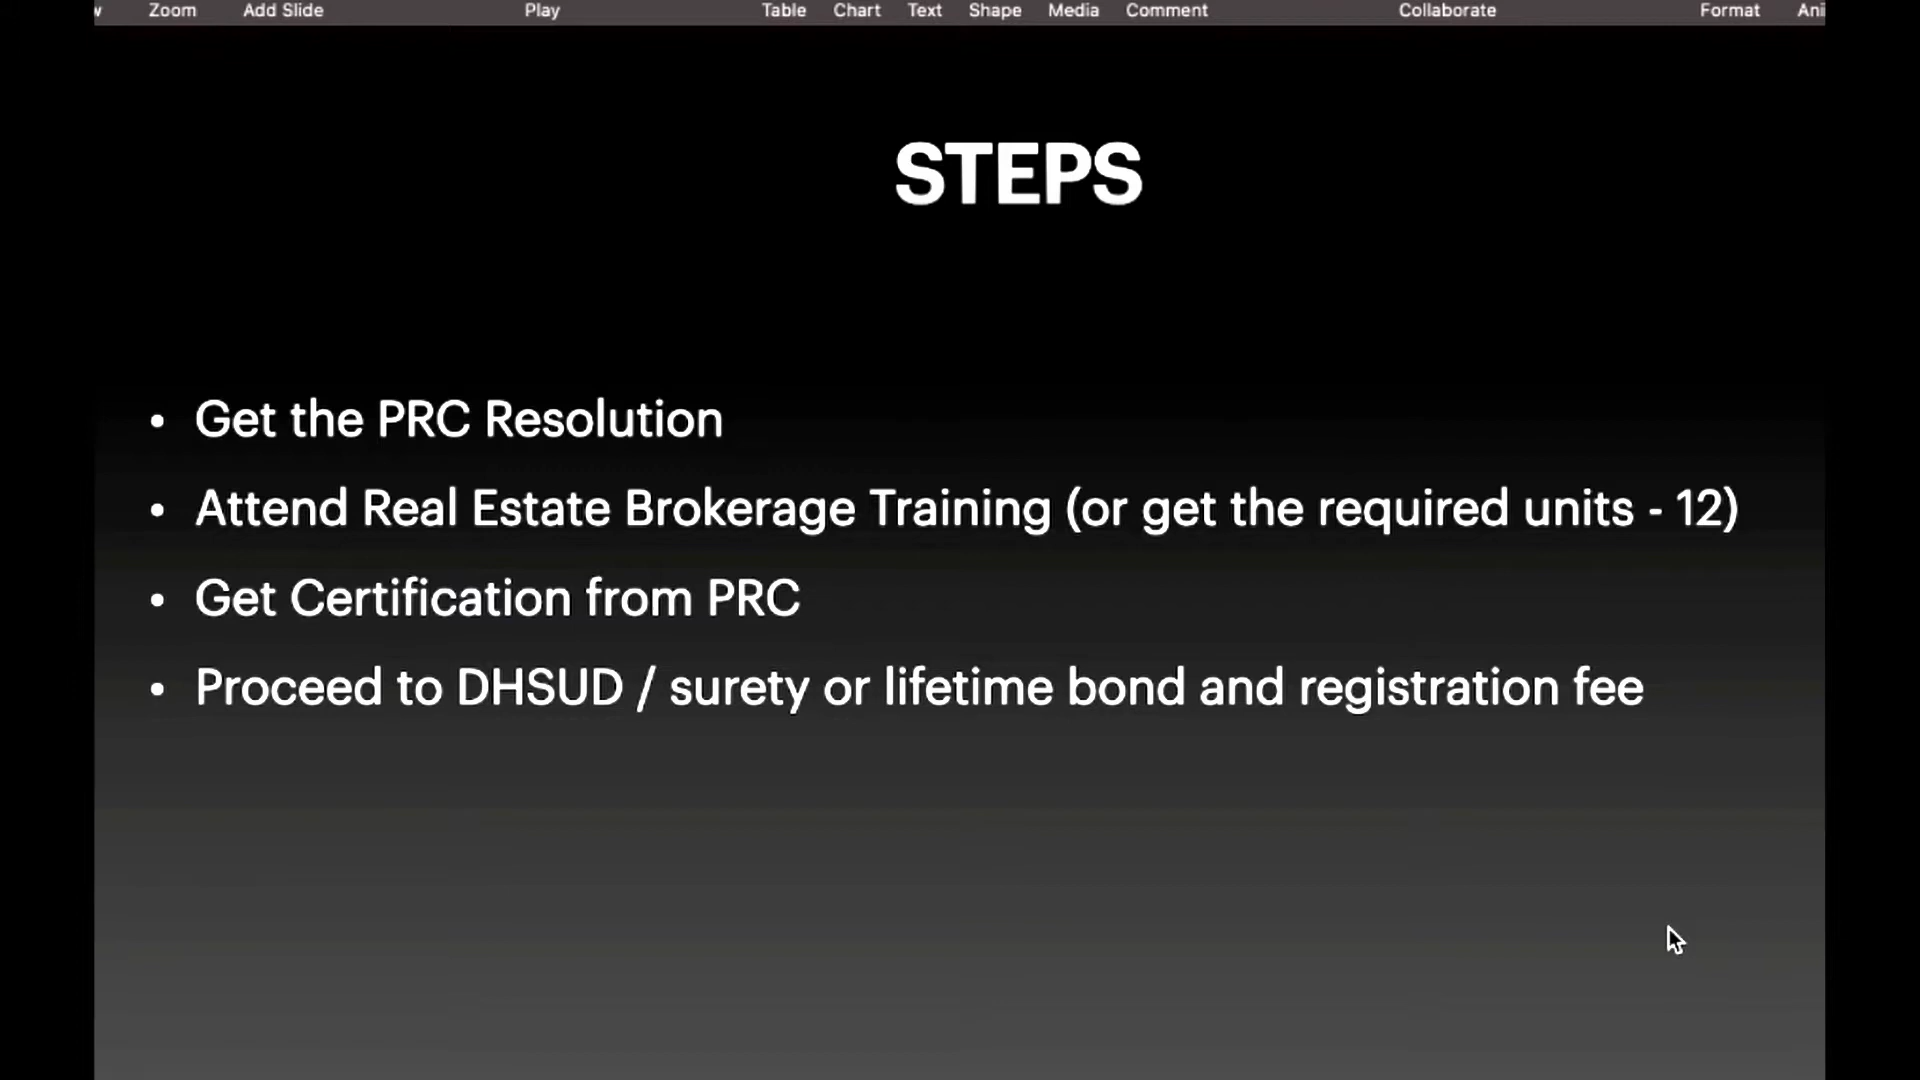 Zoom Add Slide Play Table Chart Text Shape Media Comment Collaborate Format
STEPS
• Get the PRC Resolution
• Attend Real Estate Brokerage Training (or get the required units - 12)
• Get Certification from PRC
• Proceed to DHSUD / surety or lifetime bond and registration fee